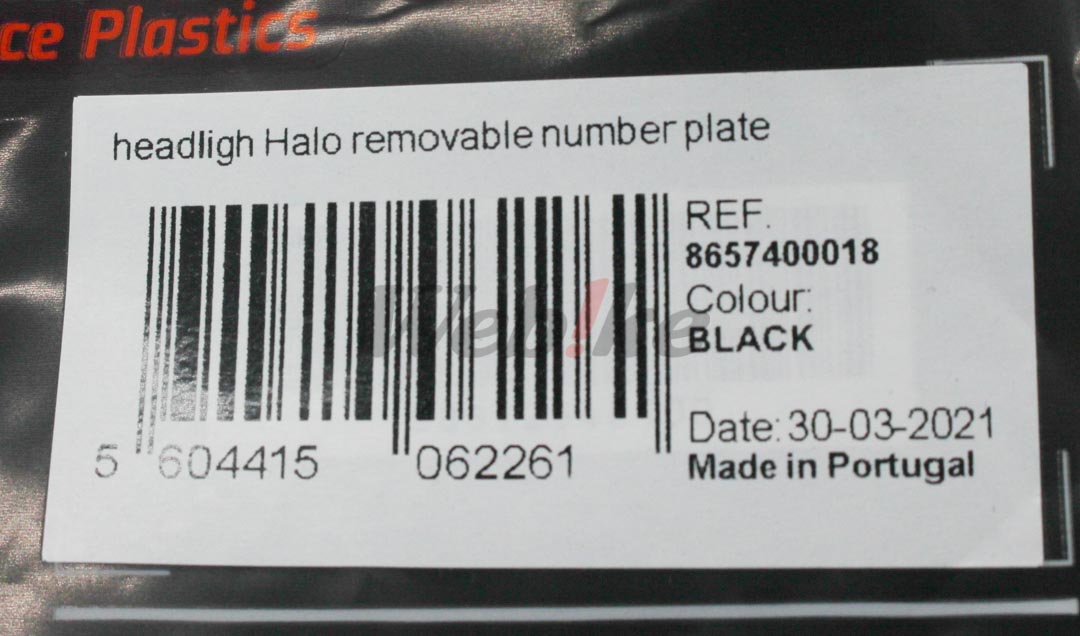 ce Plastics
headligh Halo removable number plate
REF.
8657400018
Colour:
BLACK
Webike
Date: 30-03-2021
Made in Portugal
5 604415 062261